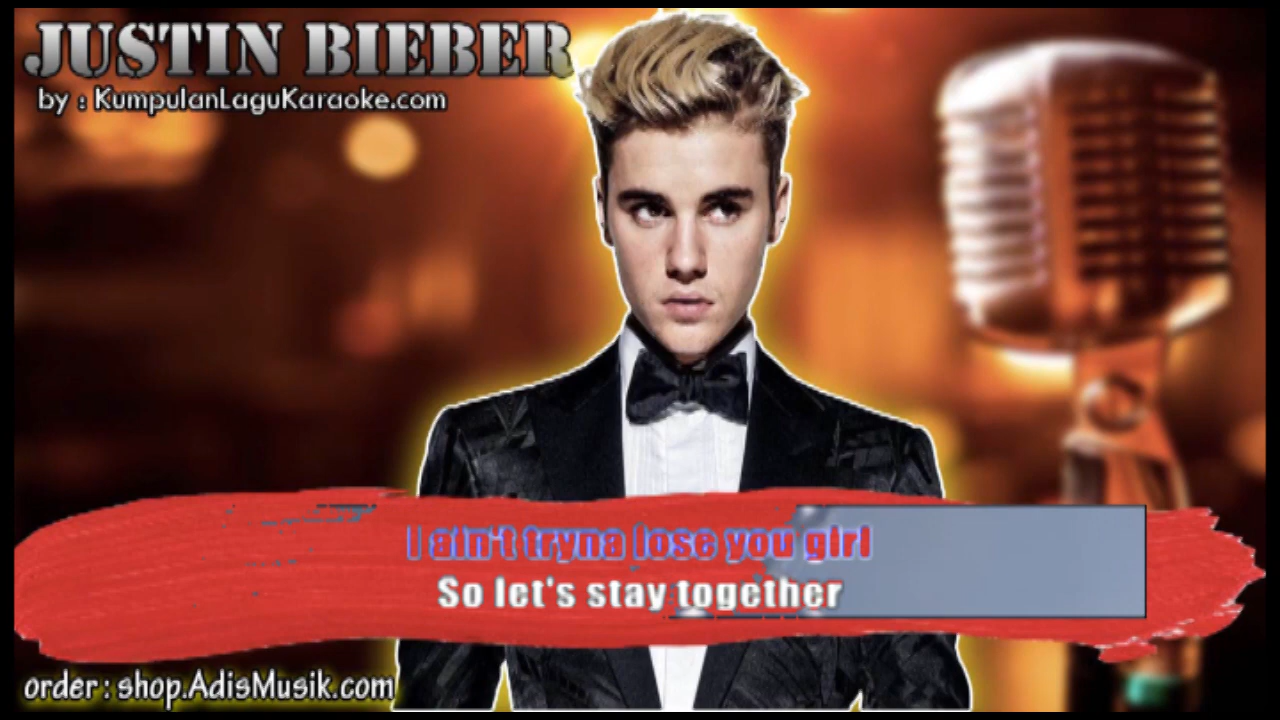 JUSTIN BIEBER
by : KumpulanLaguKaraoke.com
I ain't tryna lose you girl
So let's stay together
order : shop.AdisMusik.com